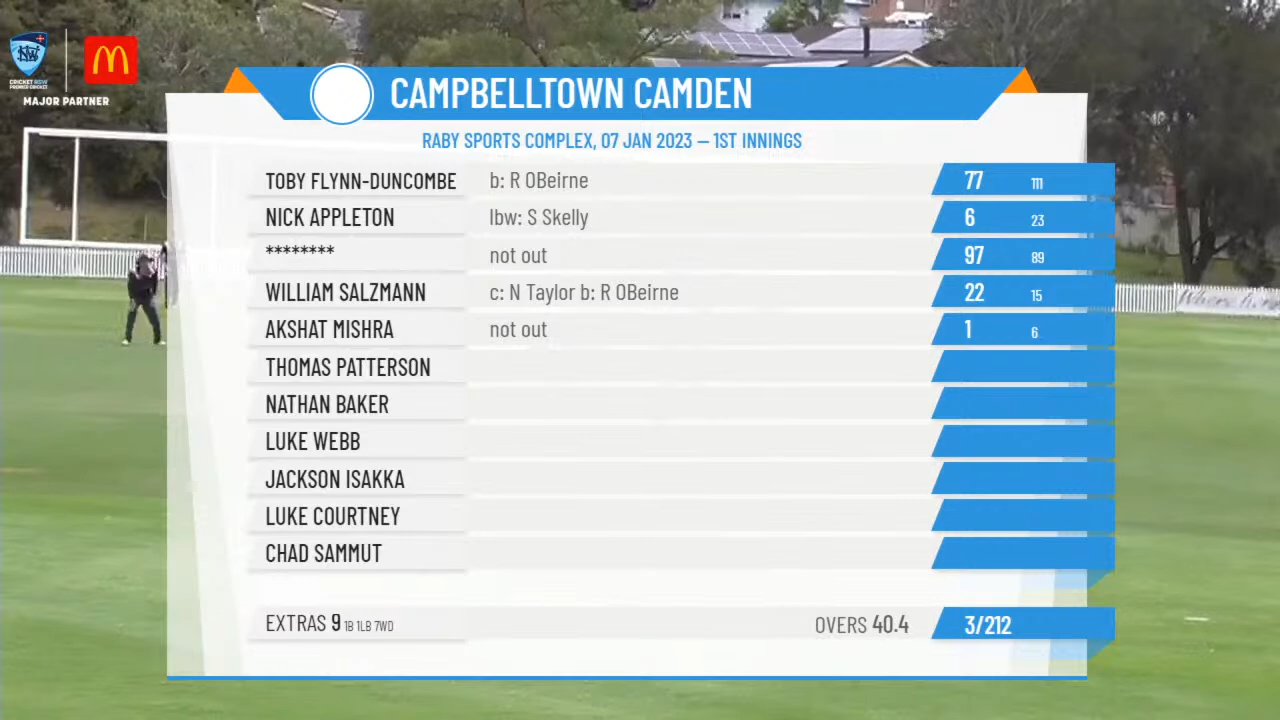 CRICKET NSW
PREMIER CRICKET
MAJOR PARTNER
CAMPBELLTOWN CAMDEN
RABY SPORTS COMPLEX, 07 JAN 2023 – 1ST INNINGS
TOBY FLYNN-DUNCOMBE b: R OBeirne 77 111
NICK APPLETON lbw: S Skelly 6 23
******** not out 97 89
WILLIAM SALZMANN c: N Taylor b: R OBeirne 22 15
AKSHAT MISHRA not out 1 6
THOMAS PATTERSON
NATHAN BAKER
LUKE WEBB
JACKSON ISAKKA
LUKE COURTNEY
CHAD SAMMUT
EXTRAS 9 1B 1LB 7WD OVERS 40.4 3/212